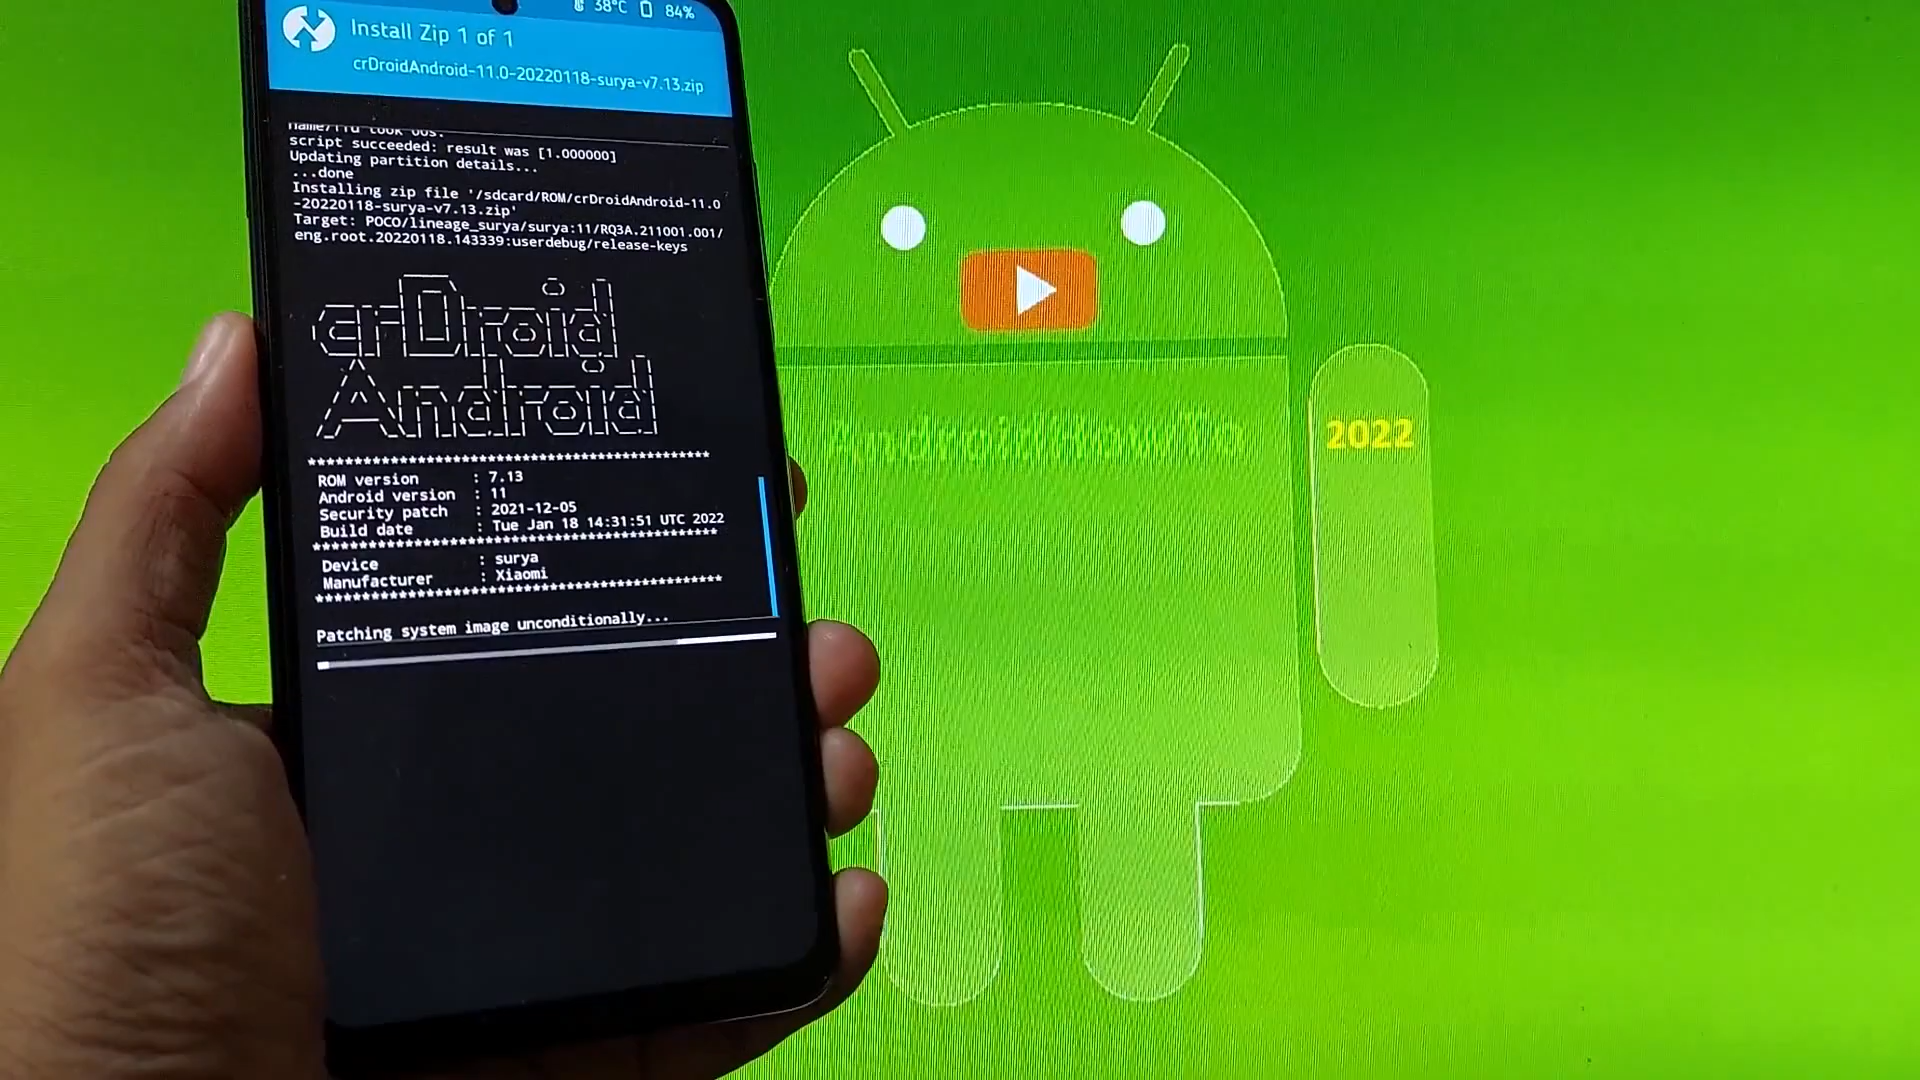 38°C 84%
Install Zip 1 of 1
crDroidAndroid-11.0-20220118-surya-v7.13.zip
script succeeded: result was [1.000000]
Updating partition details...
...done
Installing zip file '/sdcard/ROM/crDroidAndroid-11.0
-20220118-surya-v7.13.zip'
Target: POCO/lineage_surya/surya:11/RQ3A.211001.001/
eng.root.20220118.143339:userdebug/release-keys
crDroid
Android
****************************************
ROM version : 7.13
Android version : 11
Security patch : 2021-12-05
Build date : Tue Jan 18 14:31:51 UTC 2022
****************************************
Device : surya
Manufacturer : Xiaomi
****************************************
Patching system image unconditionally...
AndroidHowTo
2022